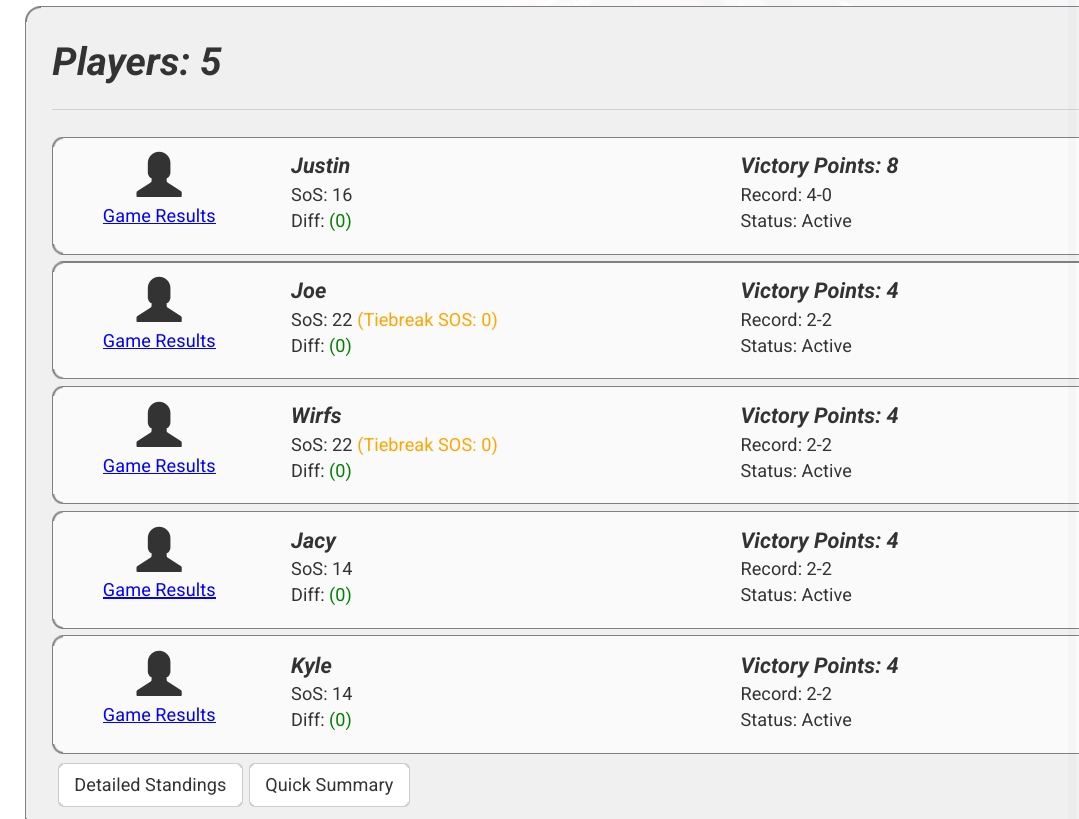 Players: 5
Justin
Victory Points: 8
SoS: 16
Record: 4-0
Game Results
Diff: (0)
Status: Active
Joe
Victory Points: 4
SoS: 22 (Tiebreak SOS: 0)
Record: 2-2
Game Results
Diff: (0)
Status: Active
Wirfs
Victory Points: 4
SoS: 22 (Tiebreak SOS: 0)
Record: 2-2
Game Results
Diff: (0)
Status: Active
Jacy
Victory Points: 4
SoS: 14
Record: 2-2
Game Results
Diff: (0)
Status: Active
Kyle
Victory Points: 4
SoS: 14
Record: 2-2
Game Results
Diff: (0)
Status: Active
Detailed Standings
Quick Summary